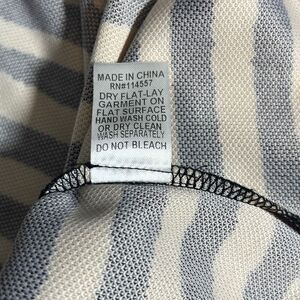 MADE IN CHINA
RN#114557
DRY FLAT-LAY
GARMENT ON
FLAT SURFACE
HAND WASH COLD
OR DRY CLEAN
WASH SEPARATELY
DO NOT BLEACH